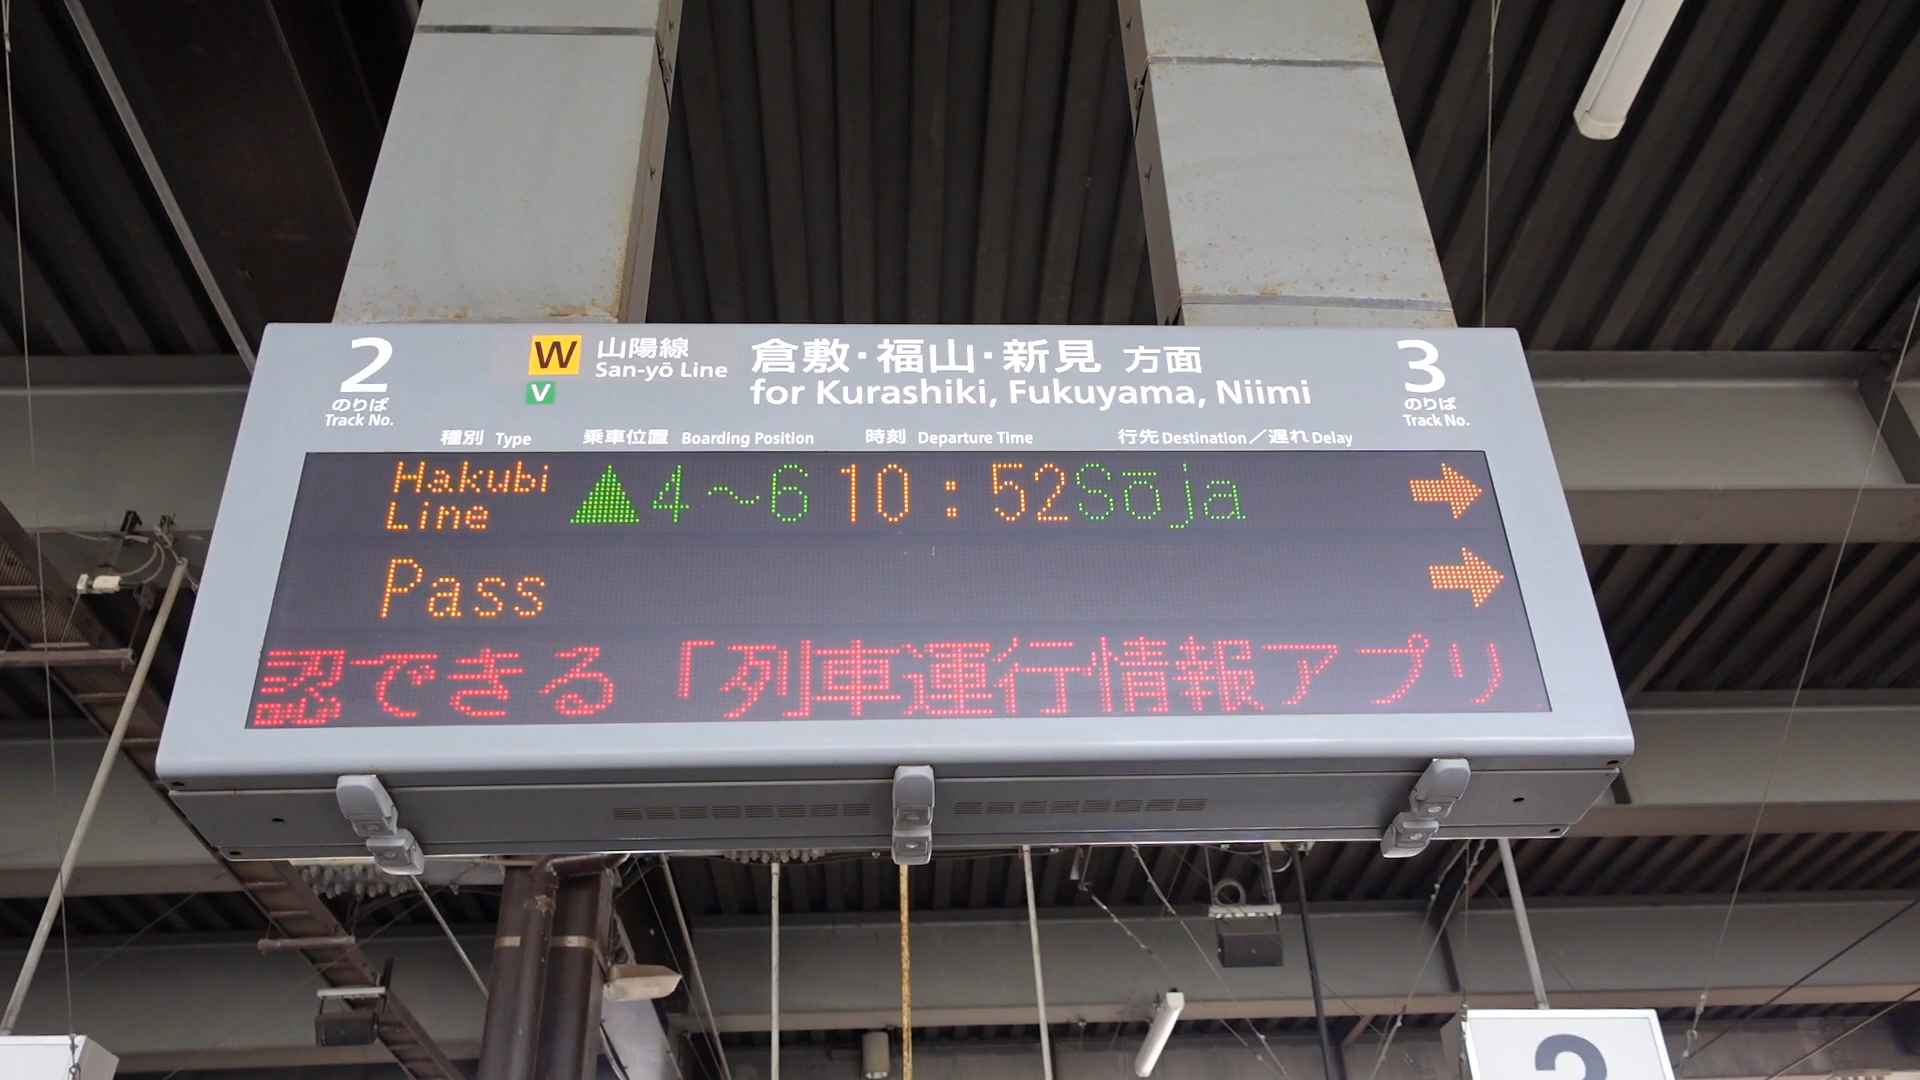 2
のりば
Track No.
W 山陽線
San-yō Line
V
倉敷・福山・新見 方面
for Kurashiki, Fukuyama, Niimi
3
のりば
Track No.
種別 Type 乗車位置 Boarding Position 時刻 Departure Time 行先 Destination／遅れ Delay
Hakubi Line ▲4～6 10:52 Sōja →
Pass →
認できる「列車運行情報アプリ
2